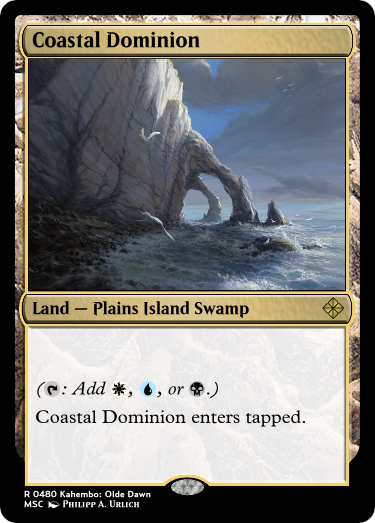 Coastal Dominion
Land — Plains Island Swamp
(: Add , , or .)
Coastal Dominion enters tapped.
R 0480 Kahembo: Olde Dawn
MSC Philipp A. Urlich